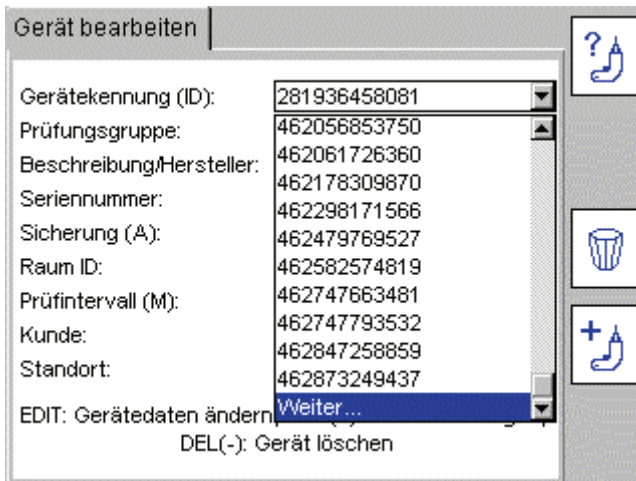 Gerät bearbeiten
?
Gerätekennung (ID): 281936458081
Prüfungsgruppe: 462056853750
Beschreibung/Hersteller: 462061726360
462178309870
Seriennummer: 462298171566
Sicherung (A): 462479769527
Raum ID: 462582574819
Prüfintervall (M): 462747663481
462747793532
Kunde: 462847258859
Standort: 462873249437
+
Weiter...
EDIT: Gerätedaten ändern
DEL(-): Gerät löschen